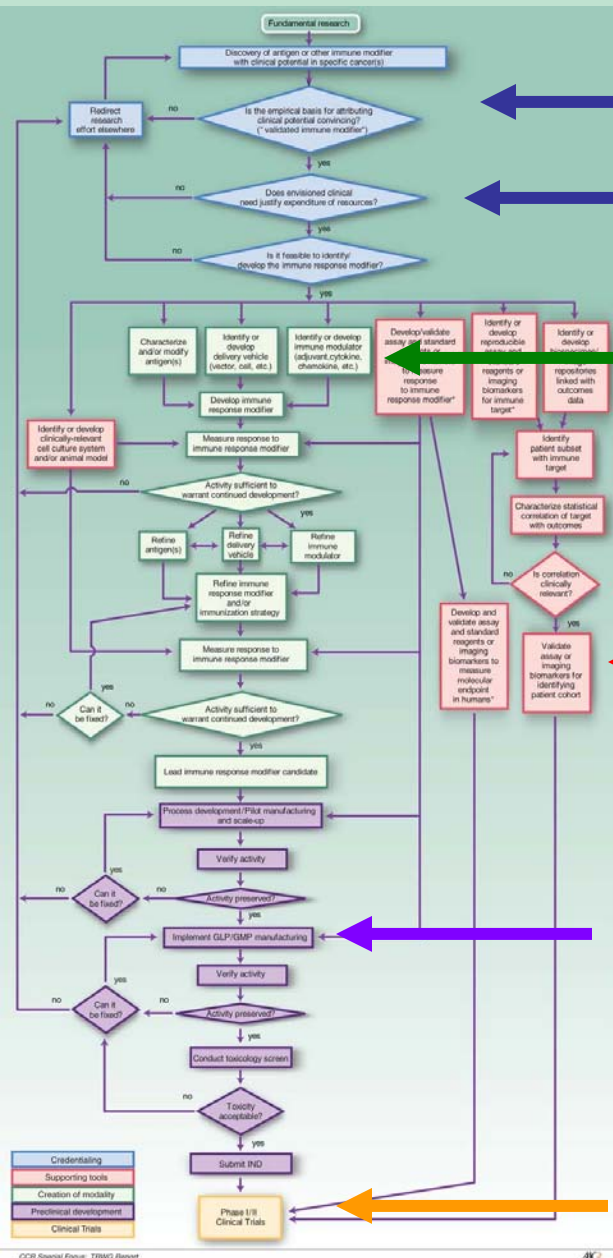 Fundamental research
Discovery of antigen or other immune modifier
with clinical potential in specific cancer(s)
Redirect
research
effort elsewhere
no
Is the empirical basis for attributing
clinical potential convincing?
("validated immune modifier")
yes
no
Does envisioned clinical
need justify expenditure of resources?
yes
no
Is it feasible to identify/
develop the immune response modifier?
yes
Characterize
and/or modify
antigen(s)
Identify or
develop
delivery vehicle
(vector, cell, etc.)
Identify or develop
immune modulator
(adjuvant,cytokine,
chemokine, etc.)
Develop/validate
assay and standard
to measure
response
to immune
response modifier*
Identify or
develop
reproducible
assay and
reagents or
imaging
biomarkers
for immune
target*
Identify or
develop
repositories
linked with
outcomes
data
Develop immune
response modifier
Identify or develop
clinically-relevant
cell culture system
and/or animal model
Measure response to
immune response modifier
Identify
patient subset
with immune
target
no
Activity sufficient to
warrant continued development?
yes
Characterize statistical
correlation of target
with outcomes
Refine
antigen(s)
Refine
delivery
vehicle
Refine
immune
modulator
Refine immune
response modifier
and/or
immunization strategy
no
Is correlation
clinically
relevant?
yes
Develop and
validate assay
and standard
reagents or
imaging
biomarkers to
measure
molecular
endpoint
in humans*
Validate
assay or
imaging
biomarkers for
identifying
patient cohort
Measure response to
immune response modifier
yes
no
Can it
be fixed?
no
Activity sufficient to
warrant continued development?
yes
Lead immune response modifier candidate
Process development/Pilot manufacturing
and scale-up
Verify activity
yes
no
Can it
be fixed?
no
Activity preserved?
yes
Implement GLP/GMP manufacturing
Verify activity
yes
no
Can it
be fixed?
no
Activity preserved?
yes
Conduct toxicology screen
no
Toxicity
acceptable?
yes
Submit IND
Phase I/II
Clinical Trials
Credentialing
Supporting tools
Creation of modality
Preclinical development
Clinical Trials
CCR Special Focus: TRWG Report